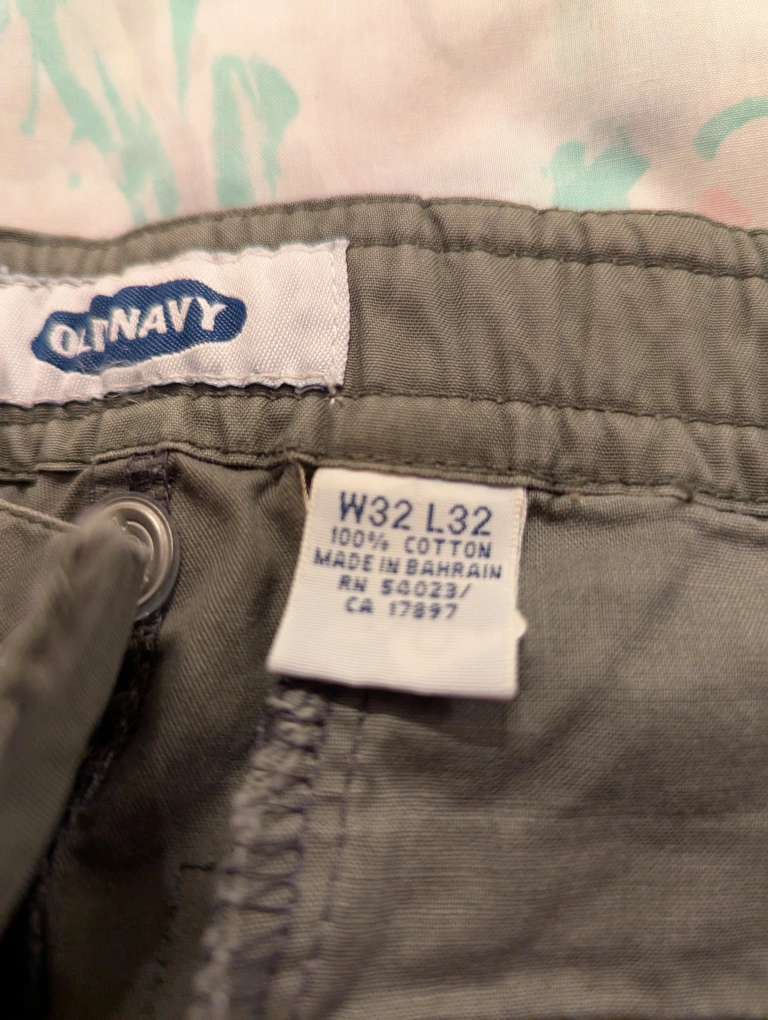 OLD NAVY
W32 L32
100% COTTON
MADE IN BAHRAIN
RN 54023/
CA 17897